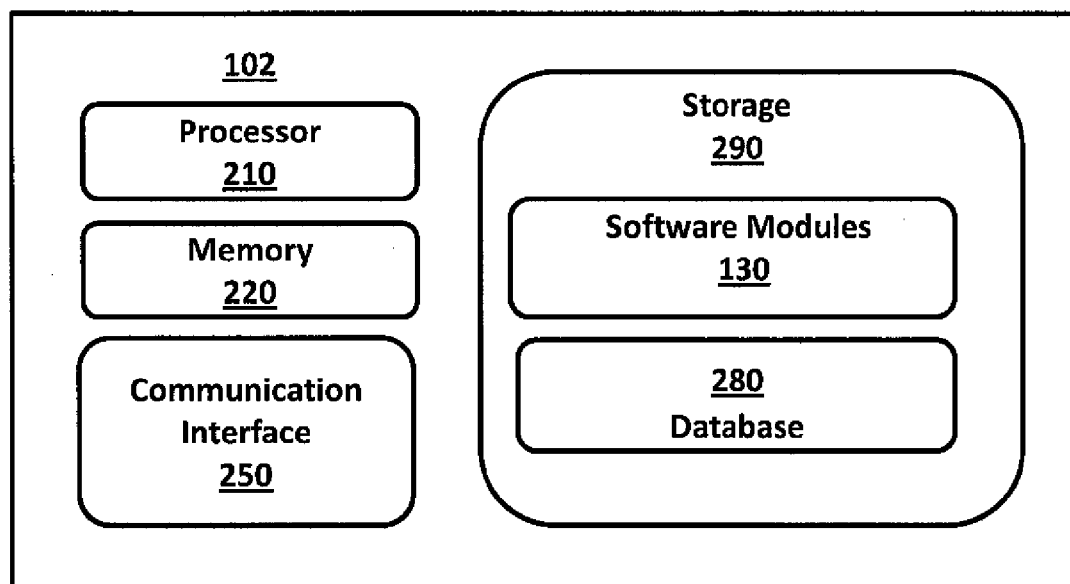 102
Processor
210
Memory
220
Communication
Interface
250
Storage
290
Software Modules
130
280
Database